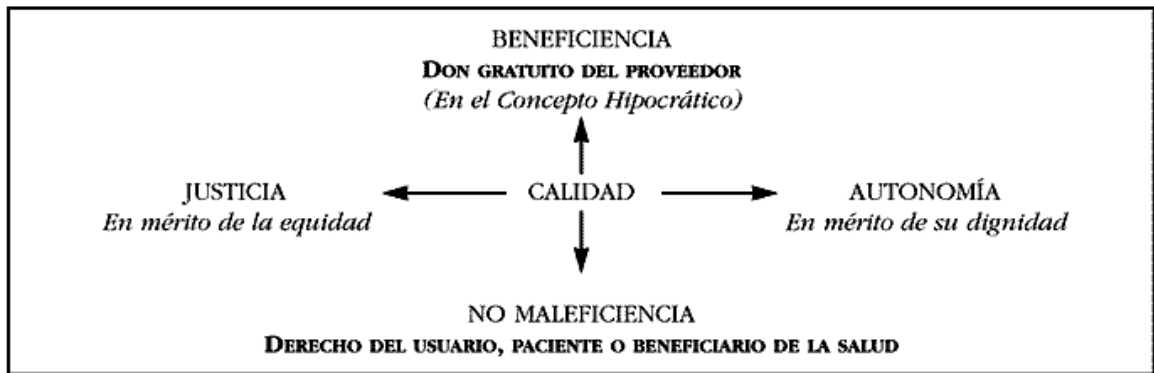 BENEFICIENCIA
DON GRATUITO DEL PROVEEDOR
(En el Concepto Hipocrático)
JUSTICIA CALIDAD AUTONOMÍA
En mérito de la equidad En mérito de su dignidad
NO MALEFICIENCIA
DERECHO DEL USUARIO, PACIENTE O BENEFICIARIO DE LA SALUD